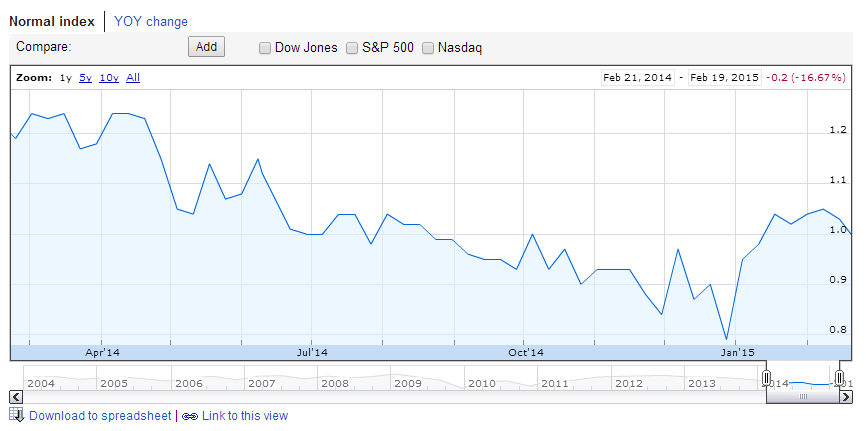 Normal index YOY change
Compare: Add Dow Jones S&P 500 Nasdaq
Zoom: 1y 5y 10y All Feb 21, 2014 - Feb 19, 2015 -0.2 (-16.67%)
1.2
1.1
1.0
0.9
0.8
Apr'14 Jul'14 Oct'14 Jan'15
2004 2005 2006 2007 2008 2009 2010 2011 2012 2013 2014 201
Download to spreadsheet | Link to this view